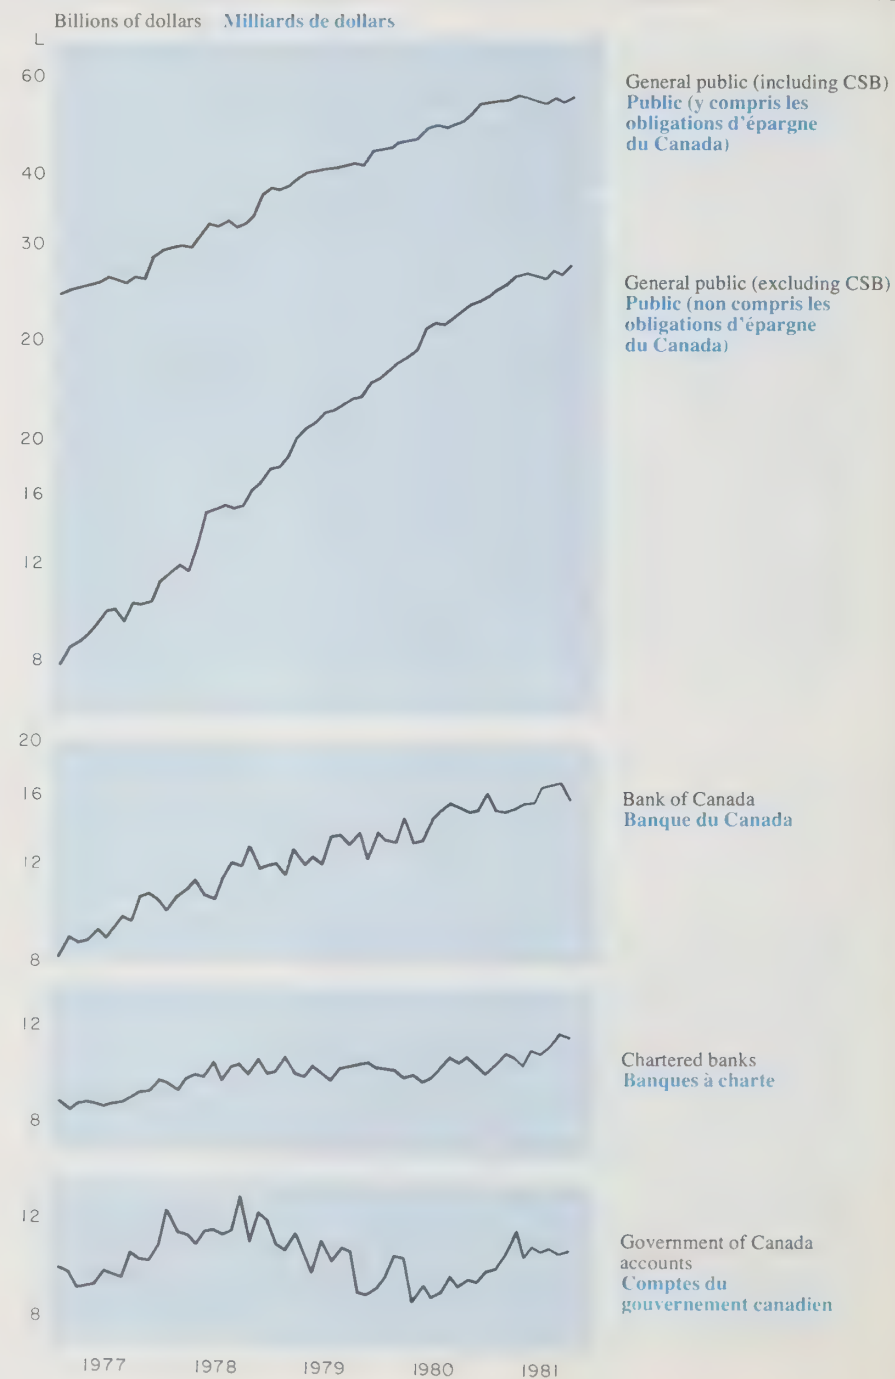 Billions of dollars Milliards de dollars
L
60
General public (including CSB)
Public (y compris les
obligations d'épargne
du Canada)
40
30
General public (excluding CSB)
Public (non compris les
obligations d'épargne
du Canada)
20
20
16
12
8
20
16
Bank of Canada
Banque du Canada
12
8
12
Chartered banks
Banques à charte
8
12
Government of Canada
accounts
Comptes du
gouvernement canadien
8
1977 1978 1979 1980 1981